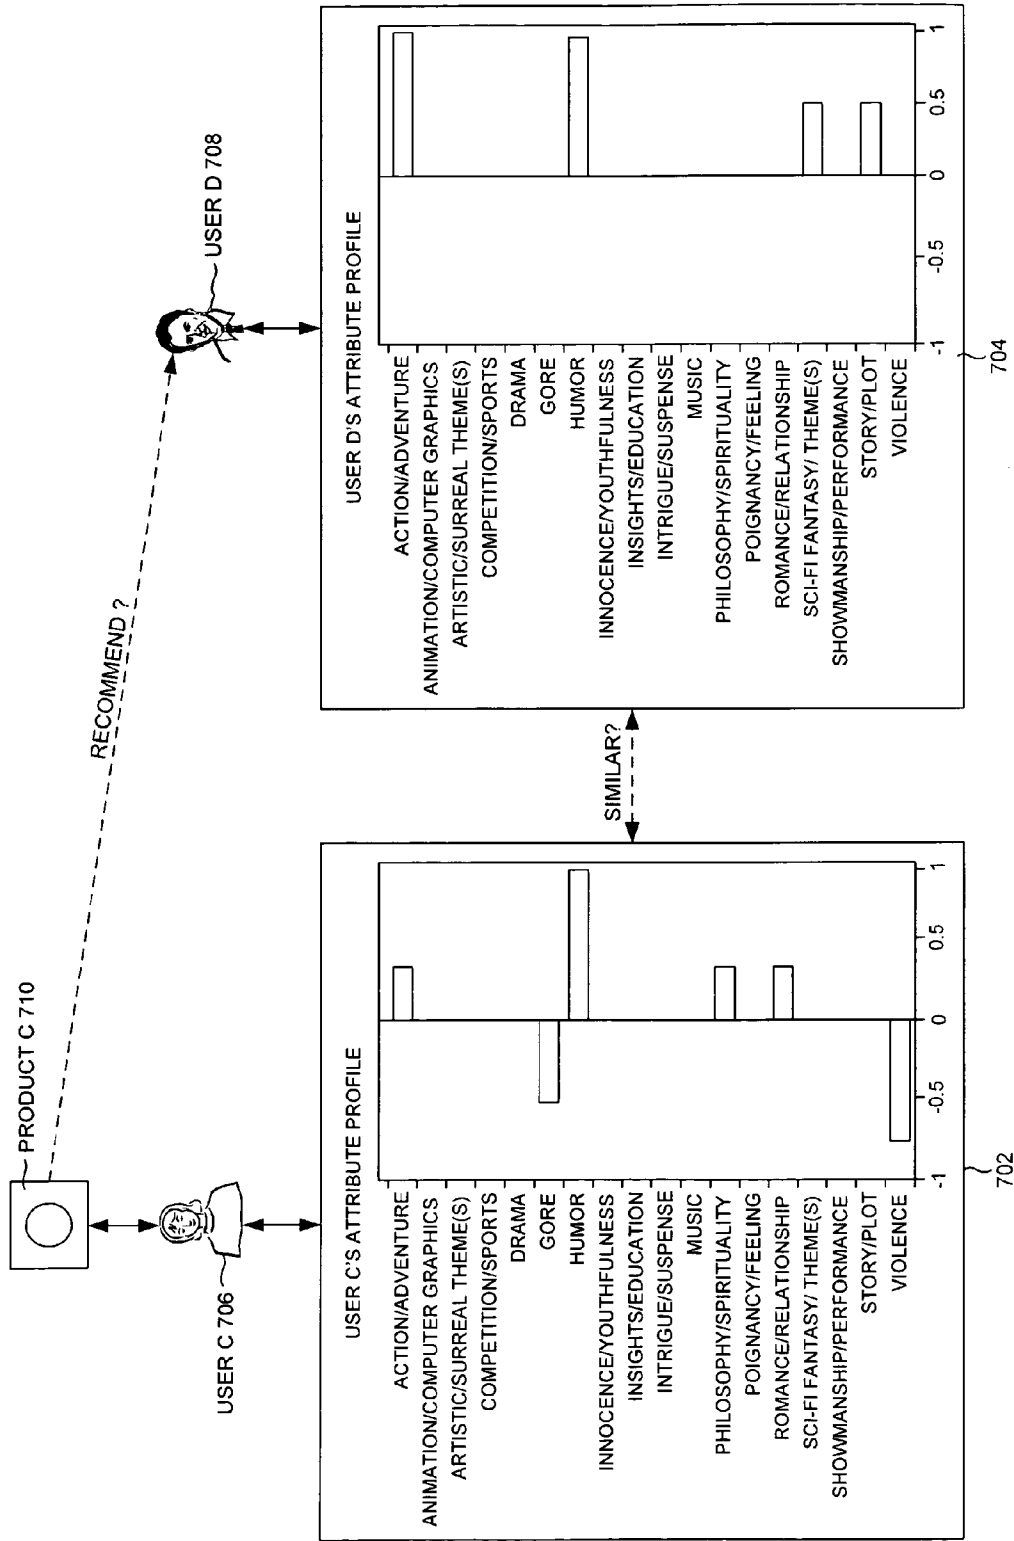 PRODUCT C 710
RECOMMEND ?
USER C 706
USER D 708
USER C'S ATTRIBUTE PROFILE
ACTION/ADVENTURE
ANIMATION/COMPUTER GRAPHICS
ARTISTIC/SURREAL THEME(S)
COMPETITION/SPORTS
DRAMA
GORE
HUMOR
INNOCENCE/YOUTHFULNESS
INSIGHTS/EDUCATION
INTRIGUE/SUSPENSE
MUSIC
PHILOSOPHY/SPIRITUALITY
POIGNANCY/FEELING
ROMANCE/RELATIONSHIP
SCI-FI FANTASY/ THEME(S)
SHOWMANSHIP/PERFORMANCE
STORY/PLOT
VIOLENCE
-1 -0.5 0 0.5 1
702
SIMILAR?
USER D'S ATTRIBUTE PROFILE
ACTION/ADVENTURE
ANIMATION/COMPUTER GRAPHICS
ARTISTIC/SURREAL THEME(S)
COMPETITION/SPORTS
DRAMA
GORE
HUMOR
INNOCENCE/YOUTHFULNESS
INSIGHTS/EDUCATION
INTRIGUE/SUSPENSE
MUSIC
PHILOSOPHY/SPIRITUALITY
POIGNANCY/FEELING
ROMANCE/RELATIONSHIP
SCI-FI FANTASY/ THEME(S)
SHOWMANSHIP/PERFORMANCE
STORY/PLOT
VIOLENCE
-1 -0.5 0 0.5 1
704